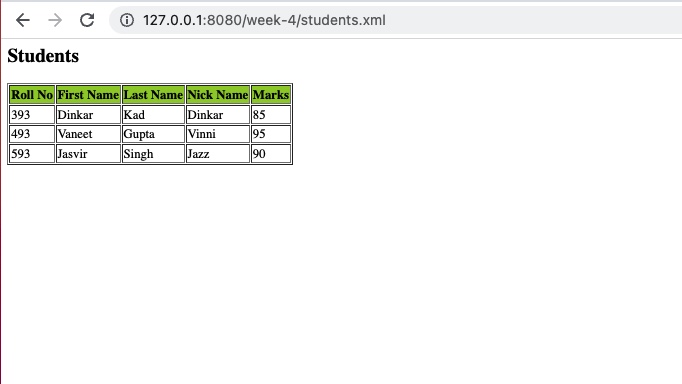 127.0.0.1:8080/week-4/students.xml
Students
Roll No First Name Last Name Nick Name Marks
393 Dinkar Kad Dinkar 85
493 Vaneet Gupta Vinni 95
593 Jasvir Singh Jazz 90